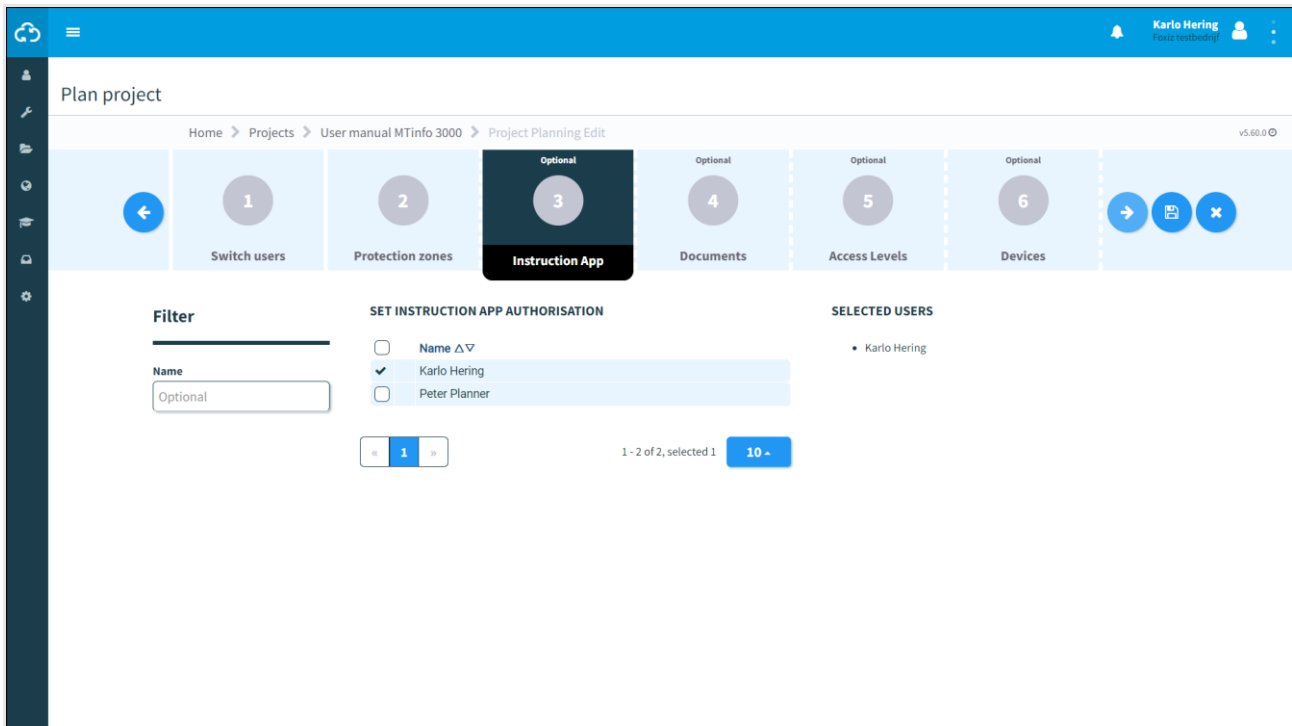 Karlo Hering
Foxiz testbedrijf
Plan project
Home Projects User manual MTinfo 3000 Project Planning Edit
v5.60.0
Optional Optional Optional Optional
1 2 3 4 5 6
Switch users Protection zones Instruction App Documents Access Levels Devices
Filter
Name
Optional
SET INSTRUCTION APP AUTHORISATION
Name △▽
Karlo Hering
Peter Planner
« 1 »
1 - 2 of 2, selected 1
10
SELECTED USERS
• Karlo Hering